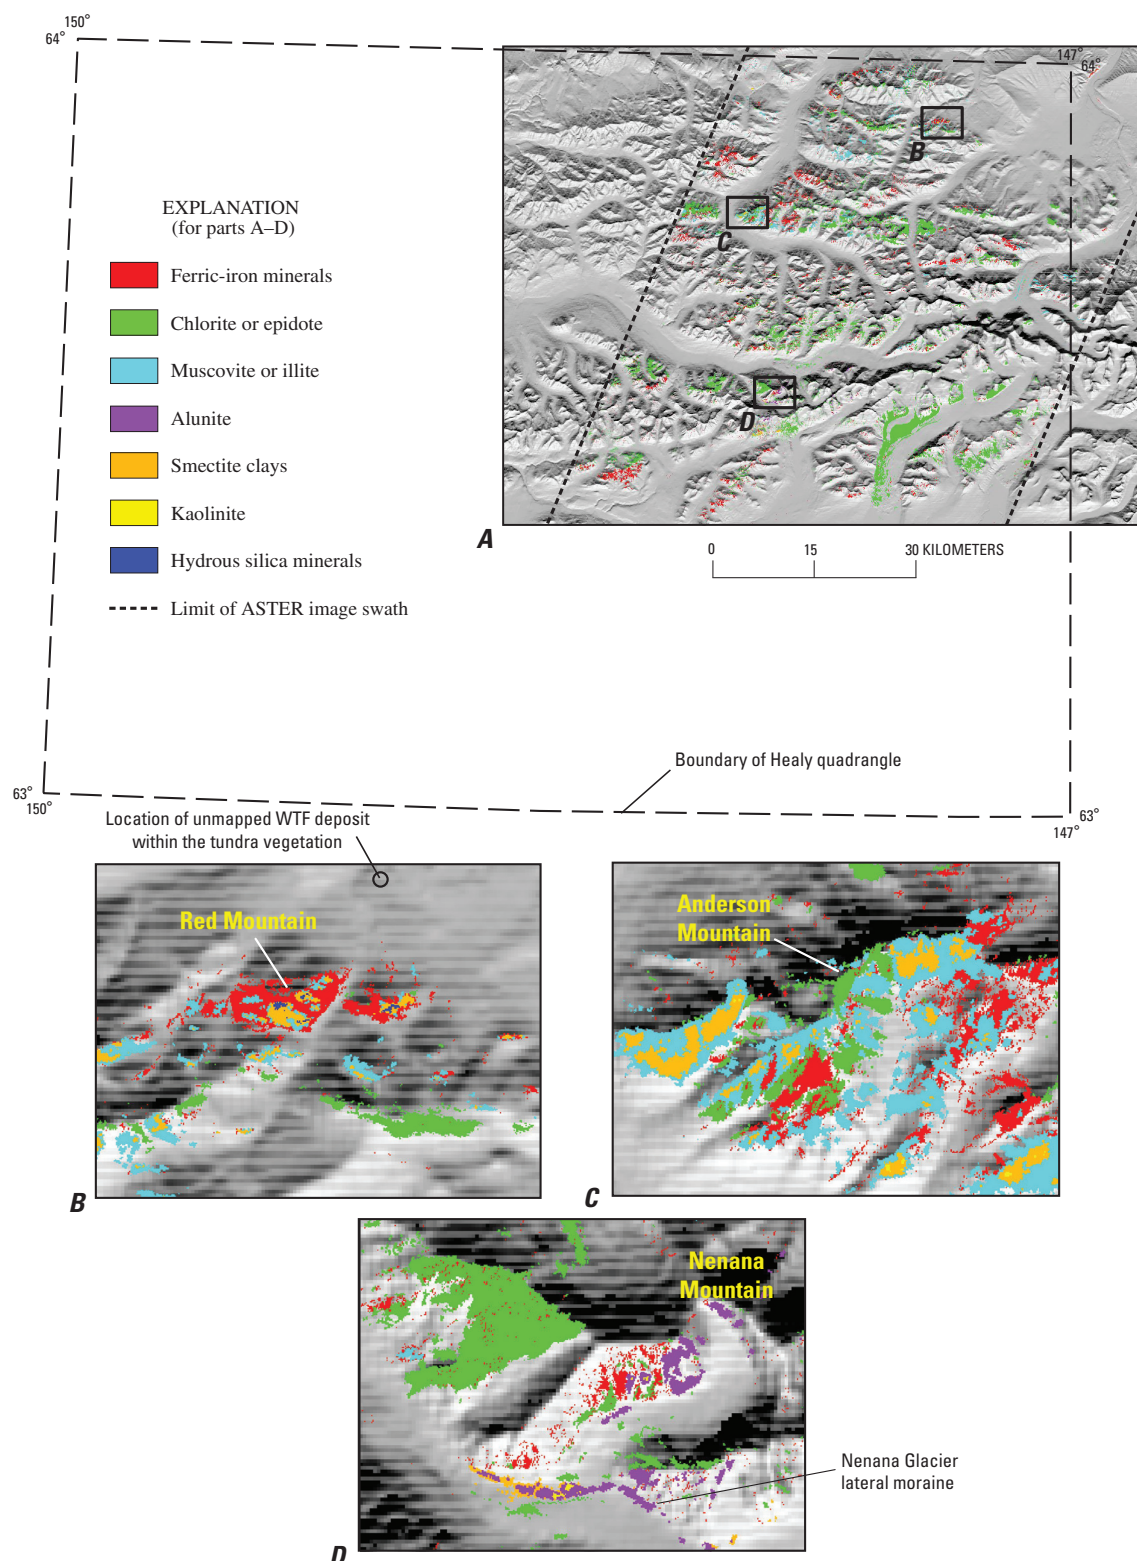 150°
64°
147°
64°
B
EXPLANATION
(for parts A–D)
Ferric-iron minerals
Chlorite or epidote
Muscovite or illite
Alunite
Smectite clays
Kaolinite
Hydrous silica minerals
Limit of ASTER image swath
C
D
A
0 15 30 KILOMETERS
Boundary of Healy quadrangle
63°
150°
63°
147°
Location of unmapped WTF deposit
within the tundra vegetation
Red Mountain
B
Anderson
Mountain
C
Nenana
Mountain
Nenana Glacier
lateral moraine
D